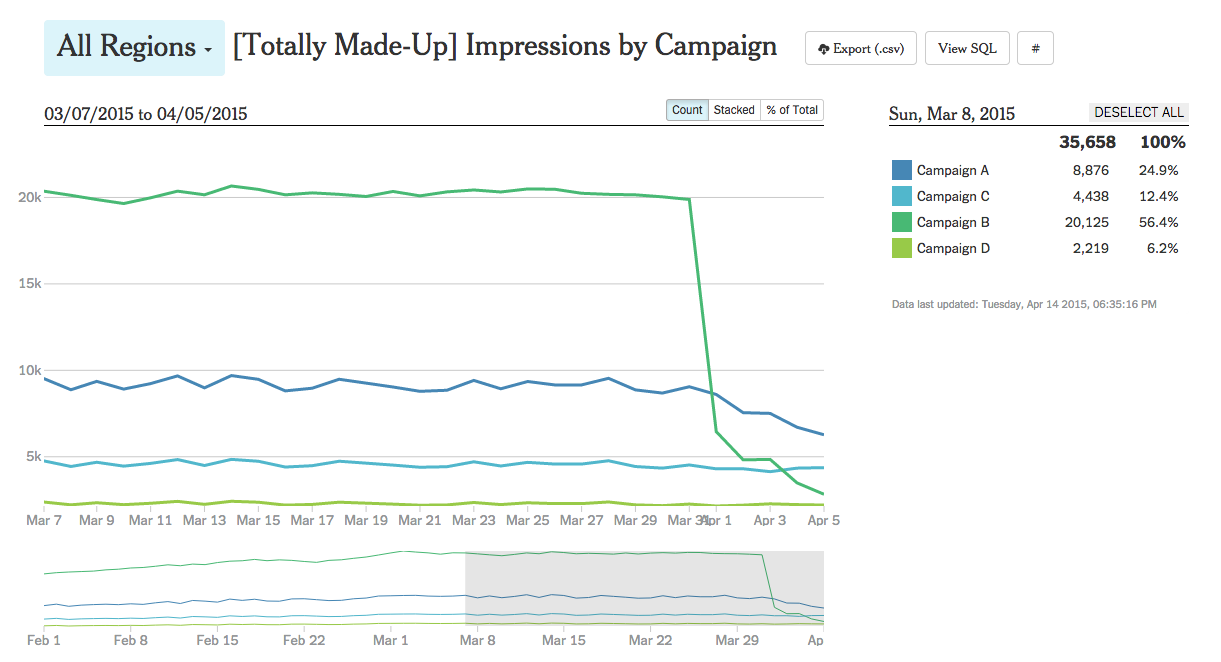 All Regions [Totally Made-Up] Impressions by Campaign Export (.csv) View SQL #
03/07/2015 to 04/05/2015 Count Stacked % of Total
Sun, Mar 8, 2015 DESELECT ALL
35,658 100%
Campaign A 8,876 24.9%
Campaign C 4,438 12.4%
Campaign B 20,125 56.4%
Campaign D 2,219 6.2%
Data last updated: Tuesday, Apr 14 2015, 06:35:16 PM
20k
15k
10k
5k
Mar 7 Mar 9 Mar 11 Mar 13 Mar 15 Mar 17 Mar 19 Mar 21 Mar 23 Mar 25 Mar 27 Mar 29 Mar 31 Apr 1 Apr 3 Apr 5
Feb 1 Feb 8 Feb 15 Feb 22 Mar 1 Mar 8 Mar 15 Mar 22 Mar 29 Ap